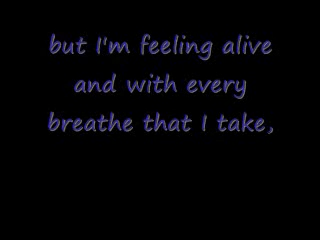 but I'm feeling alive
and with every
breathe that I take,